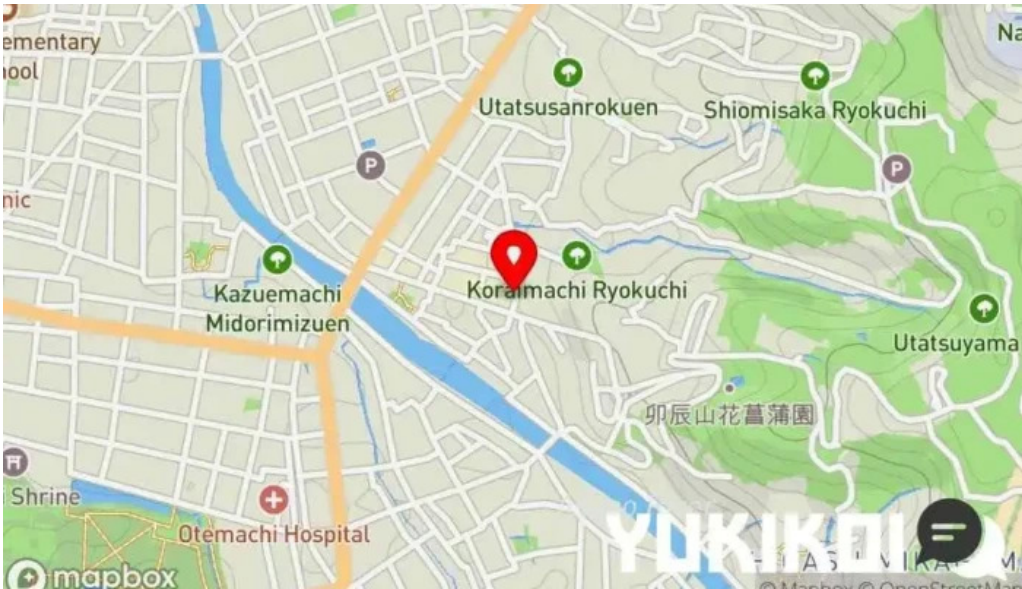 ementary
ool
Na
Utatsusanrokuen
Shiomisaka Ryokuchi
P
P
nic
Kazuemachi
Midorimizuen
Koraimachi Ryokuchi
Utatsuyama
卯辰山花菖蒲園
Shrine
Otemachi Hospital
YUKIKOI
mapbox
© Mapbox © OpenStreetMap